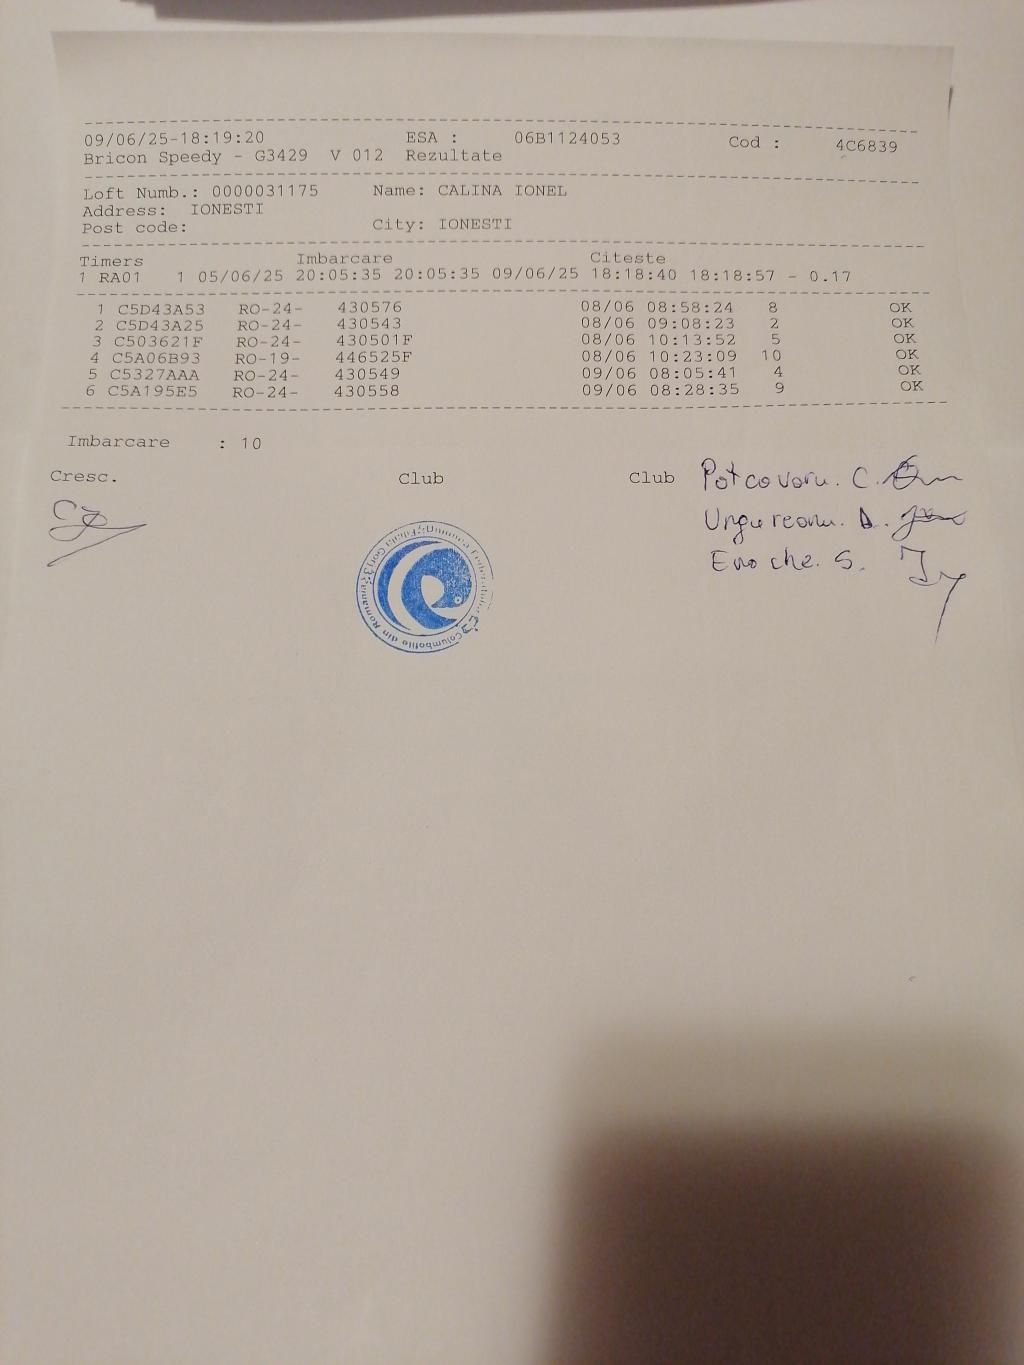 09/06/25-18:19:20 ESA : 06B1124053 Cod : 4C6839
Bricon Speedy - G3429 V 012 Rezultate
Loft Numb.: 0000031175 Name: CALINA IONEL
Address: IONESTI
Post code: City: IONESTI
Timers Imbarcare Citeste
1 RA01 1 05/06/25 20:05:35 20:05:35 09/06/25 18:18:40 18:18:57 - 0.17
1 C5D43A53 RO-24- 430576 08/06 08:58:24 8 OK
2 C5D43A25 RO-24- 430543 08/06 09:08:23 2 OK
3 C503621F RO-24- 430501F 08/06 10:13:52 5 OK
4 C5A06B93 RO-19- 446525F 08/06 10:23:09 10 OK
5 C5327AAA RO-24- 430549 09/06 08:05:41 4 OK
6 C5A195E5 RO-24- 430558 09/06 08:28:35 9 OK
Imbarcare : 10
Cresc. Club Club Potcovaru. C.
Ungureanu. D.
Enache. S.
Columbofile din Romania